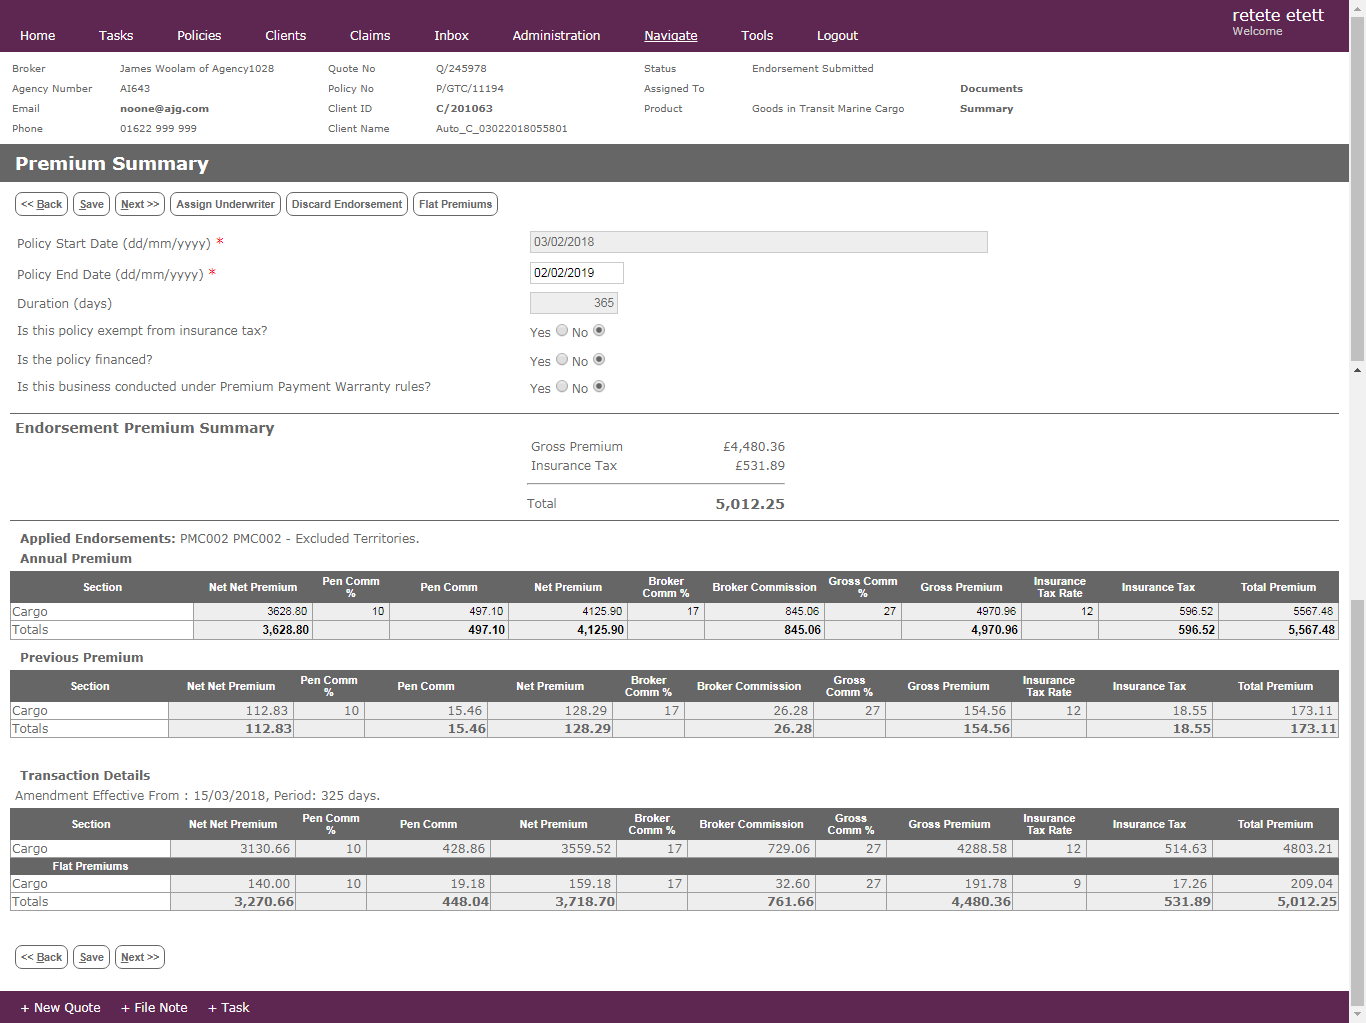 retete etett
Welcome
Home Tasks Policies Clients Claims Inbox Administration Navigate Tools Logout
Broker James Woolam of Agency1028 Quote No Q/245978 Status Endorsement Submitted
Agency Number AI643 Policy No P/GTC/11194 Assigned To Documents
Email noone@ajg.com Client ID C/201063 Product Goods in Transit Marine Cargo Summary
Phone 01622 999 999 Client Name Auto_C_03022018055801
Premium Summary
<< Back Save Next >> Assign Underwriter Discard Endorsement Flat Premiums
Policy Start Date (dd/mm/yyyy) * 03/02/2018
Policy End Date (dd/mm/yyyy) * 02/02/2019
Duration (days) 365
Is this policy exempt from insurance tax? Yes No
Is the policy financed? Yes No
Is this business conducted under Premium Payment Warranty rules? Yes No
Endorsement Premium Summary
Gross Premium £4,480.36
Insurance Tax £531.89
Total 5,012.25
Applied Endorsements: PMC002 PMC002 - Excluded Territories.
Annual Premium
Section Net Net Premium Pen Comm % Pen Comm Net Premium Broker Comm % Broker Commission Gross Comm % Gross Premium Insurance Tax Rate Insurance Tax Total Premium
Cargo 3628.80 10 497.10 4125.90 17 845.06 27 4970.96 12 596.52 5567.48
Totals 3,628.80 497.10 4,125.90 845.06 4,970.96 596.52 5,567.48
Previous Premium
Section Net Net Premium Pen Comm % Pen Comm Net Premium Broker Comm % Broker Commission Gross Comm % Gross Premium Insurance Tax Rate Insurance Tax Total Premium
Cargo 112.83 10 15.46 128.29 17 26.28 27 154.56 12 18.55 173.11
Totals 112.83 15.46 128.29 26.28 154.56 18.55 173.11
Transaction Details
Amendment Effective From : 15/03/2018, Period: 325 days.
Section Net Net Premium Pen Comm % Pen Comm Net Premium Broker Comm % Broker Commission Gross Comm % Gross Premium Insurance Tax Rate Insurance Tax Total Premium
Cargo 3130.66 10 428.86 3559.52 17 729.06 27 4288.58 12 514.63 4803.21
Flat Premiums
Cargo 140.00 10 19.18 159.18 17 32.60 27 191.78 9 17.26 209.04
Totals 3,270.66 448.04 3,718.70 761.66 4,480.36 531.89 5,012.25
<< Back Save Next >>
+ New Quote + File Note + Task